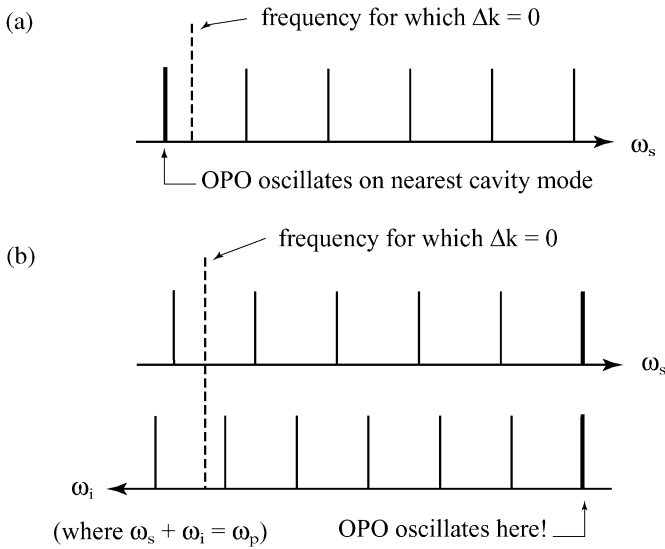 (a)
frequency for which Δk = 0
ωs
OPO oscillates on nearest cavity mode
(b)
frequency for which Δk = 0
ωs
ωi
(where ωs + ωi = ωp)
OPO oscillates here!